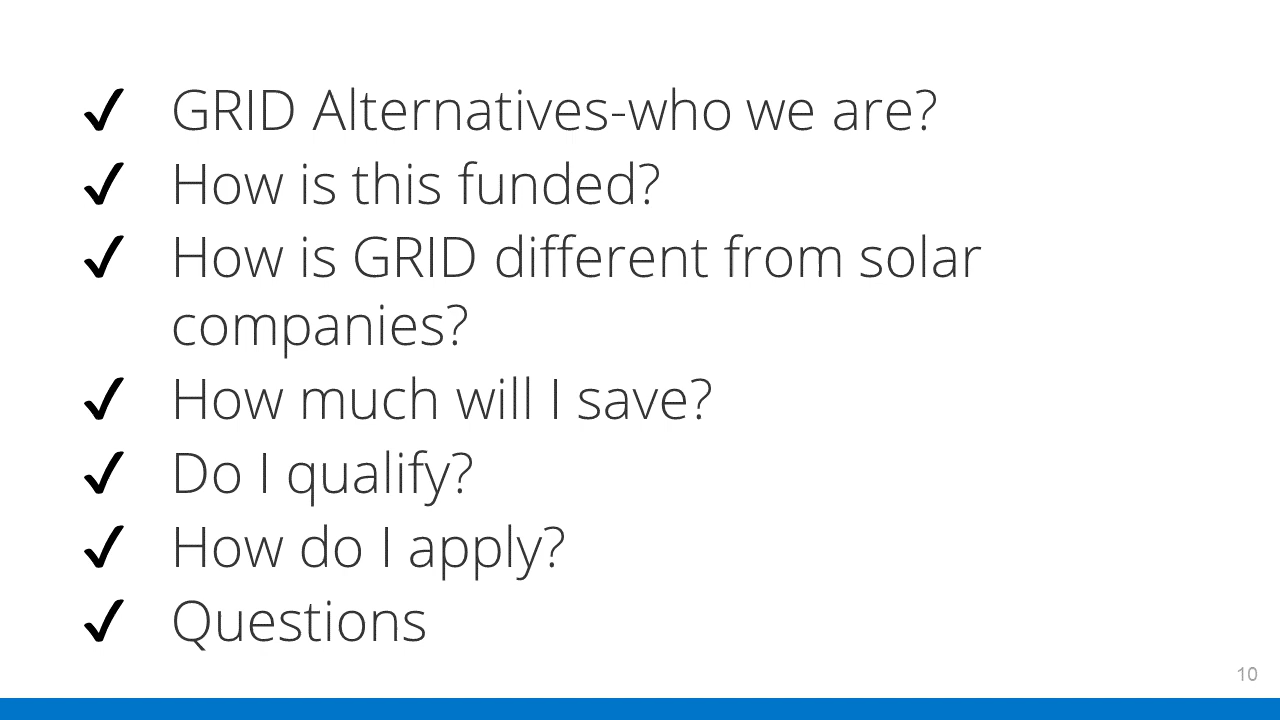 ✓ GRID Alternatives-who we are?
✓ How is this funded?
✓ How is GRID different from solar
companies?
✓ How much will I save?
✓ Do I qualify?
✓ How do I apply?
✓ Questions
10